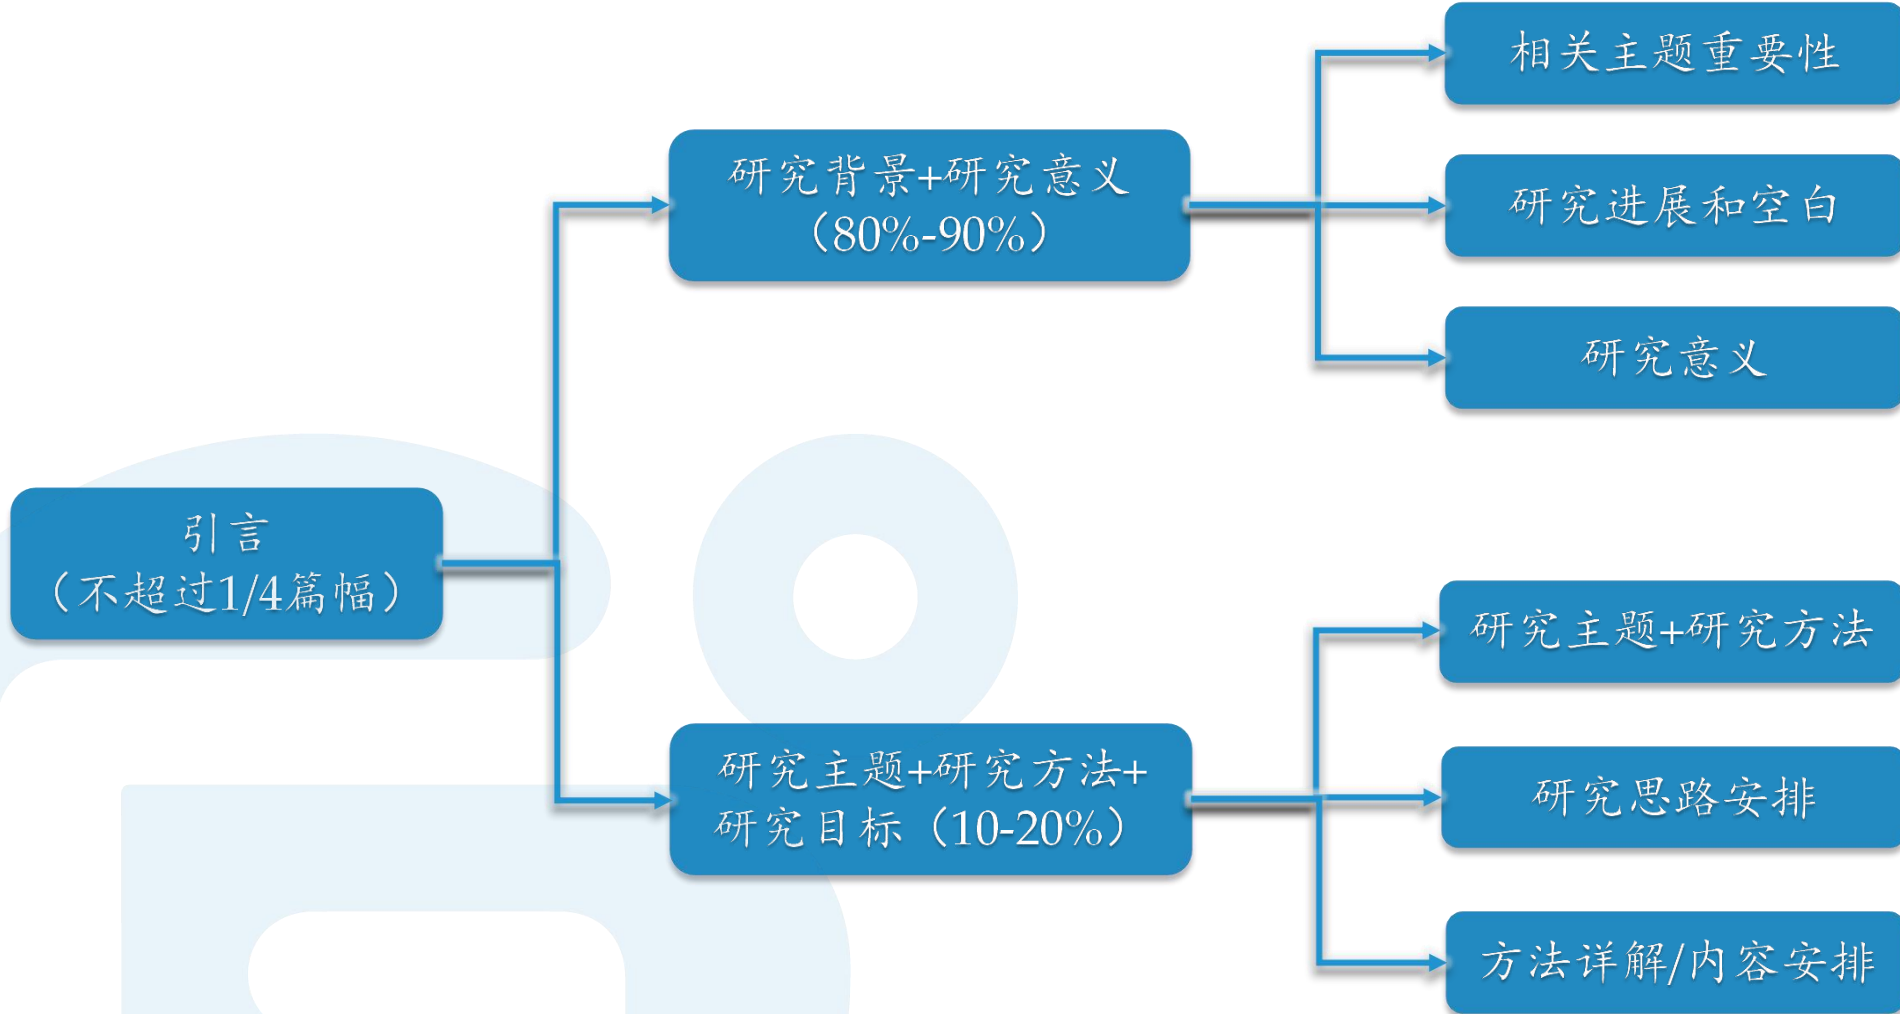 相关主题重要性
研究背景+研究意义
（80%-90%）
研究进展和空白
研究意义
引言
（不超过1/4篇幅）
研究主题+研究方法
研究主题+研究方法+
研究目标（10-20%）
研究思路安排
方法详解/内容安排